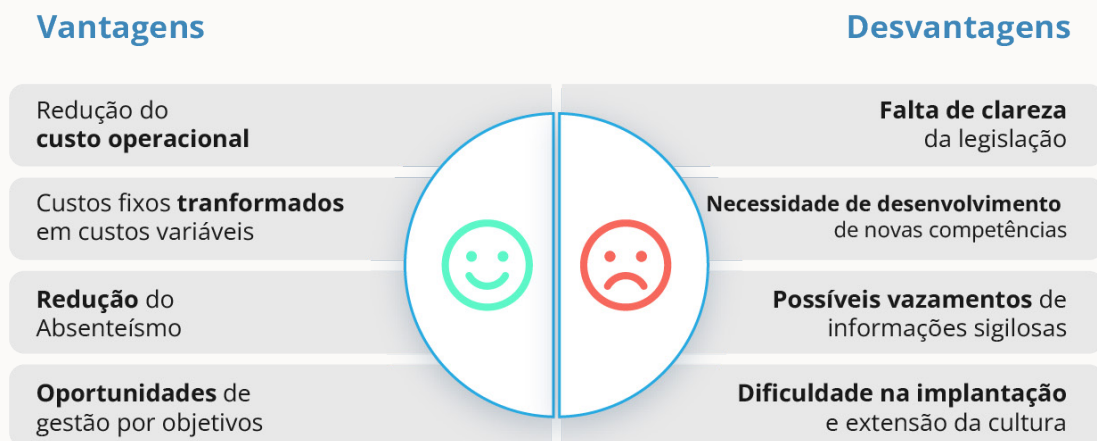 Vantagens
Desvantagens
Redução do
custo operacional
Falta de clareza
da legislação
Custos fixos tranformados
em custos variáveis
Necessidade de desenvolvimento
de novas competências
Redução do
Absenteísmo
Possíveis vazamentos de
informações sigilosas
Oportunidades de
gestão por objetivos
Dificuldade na implantação
e extensão da cultura